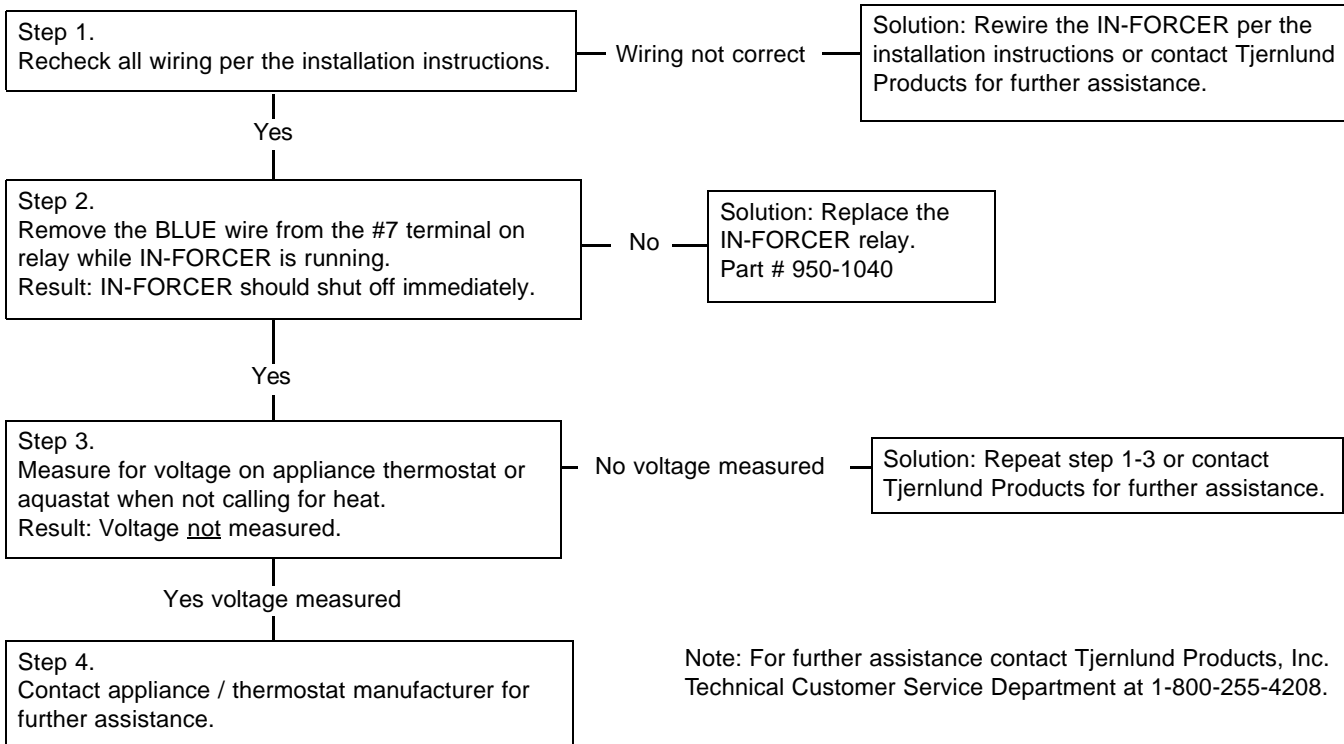 Step 1.
Recheck all wiring per the installation instructions.
Wiring not correct
Solution: Rewire the IN-FORCER per the
installation instructions or contact Tjernlund
Products for further assistance.
Yes
Step 2.
Remove the BLUE wire from the #7 terminal on
relay while IN-FORCER is running.
Result: IN-FORCER should shut off immediately.
No
Solution: Replace the
IN-FORCER relay.
Part # 950-1040
Yes
Step 3.
Measure for voltage on appliance thermostat or
aquastat when not calling for heat.
Result: Voltage not measured.
No voltage measured
Solution: Repeat step 1-3 or contact
Tjernlund Products for further assistance.
Yes voltage measured
Step 4.
Contact appliance / thermostat manufacturer for
further assistance.
Note: For further assistance contact Tjernlund Products, Inc.
Technical Customer Service Department at 1-800-255-4208.